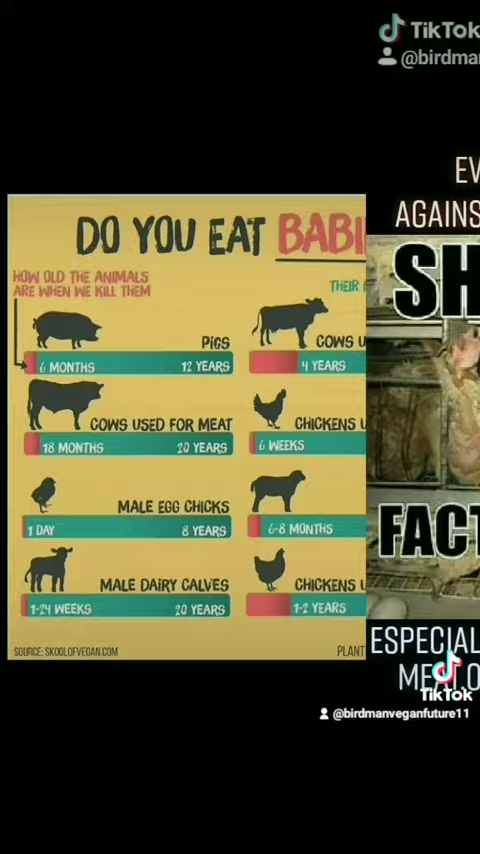 TikTok
@birdman
EV
AGAINS
SH
DO YOU EAT BABI
HOW OLD THE ANIMALS
ARE WHEN WE KILL THEM
THEIR
PIGS
6 MONTHS 12 YEARS
COWS U
4 YEARS
COWS USED FOR MEAT
18 MONTHS 20 YEARS
CHICKENS U
6 WEEKS
MALE EGG CHICKS
1 DAY 8 YEARS
6-8 MONTHS
MALE DAIRY CALVES
1-24 WEEKS 20 YEARS
CHICKENS U
1-2 YEARS
SOURCE: SKOOLOFVEGAN.COM
PLANT
FACT
ESPECIAL
TikTok
@birdmanveganfuture11